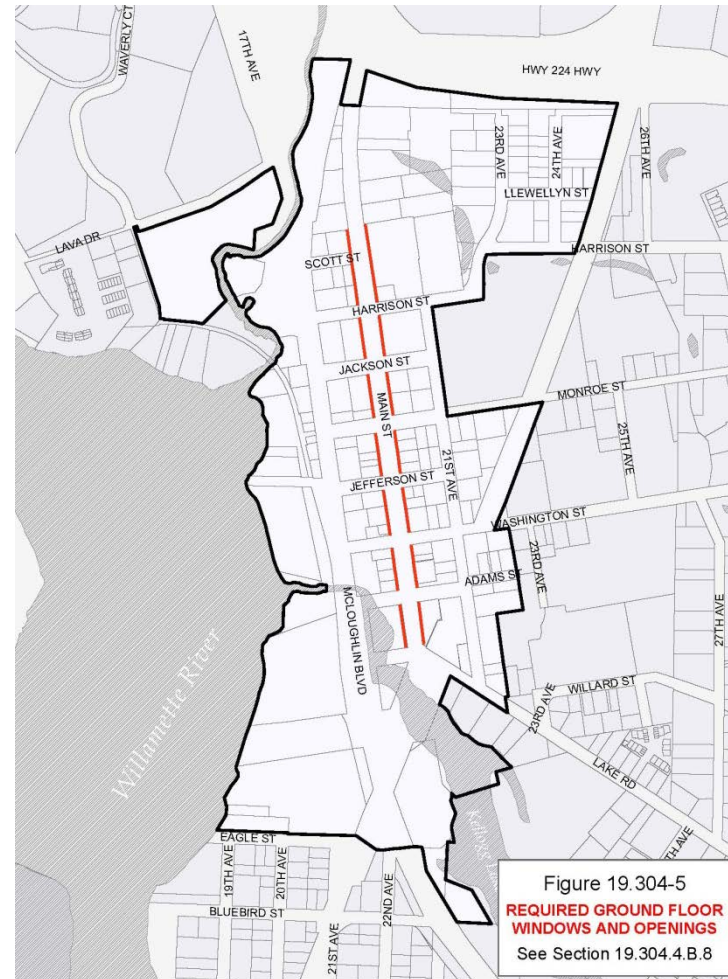 WAVERLY CT
17TH AVE
HWY 224 HWY
23RD AVE
24TH AVE
26TH AVE
LLEWELLYN ST
LAVA DR
SCOTT ST
HARRISON ST
HARRISON ST
JACKSON ST
MAIN ST
MONROE ST
21ST AVE
25TH AVE
JEFFERSON ST
WASHINGTON ST
ADAMS ST
23RD AVE
27TH AVE
MCLOUGHLIN BLVD
Willamette River
WILLARD ST
23RD AVE
LAKE RD
Kellogg
EAGLE ST
19TH AVE
20TH AVE
BLUEBIRD ST
21ST AVE
22ND AVE
TH AVE
Figure 19.304-5
REQUIRED GROUND FLOOR
WINDOWS AND OPENINGS
See Section 19.304.4.B.8